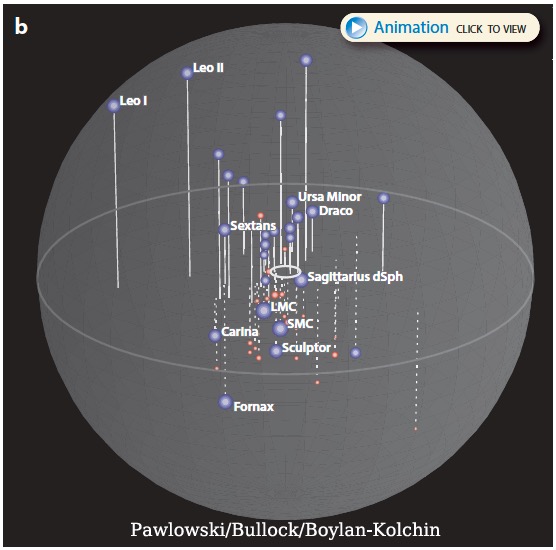 b
Animation CLICK TO VIEW
Leo II
Leo I
Ursa Minor
Draco
Sextans
Sagittarius dSph
LMC
SMC
Carina
Sculptor
Fornax
Pawlowski/Bullock/Boylan-Kolchin